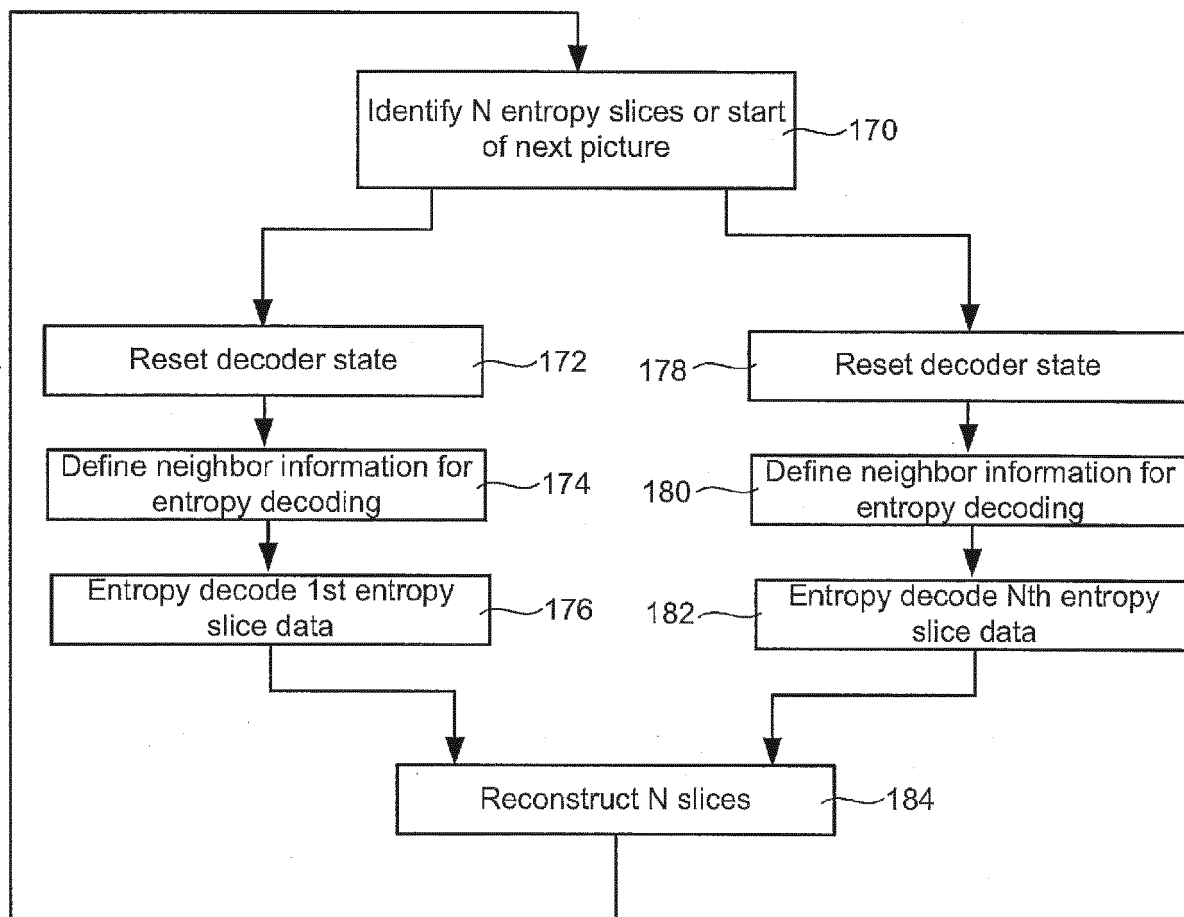 Identify N entropy slices or start
of next picture
170
Reset decoder state
172
178
Reset decoder state
Define neighbor information for
entropy decoding
174
180
Define neighbor information for
entropy decoding
Entropy decode 1st entropy
slice data
176
182
Entropy decode Nth entropy
slice data
Reconstruct N slices
184